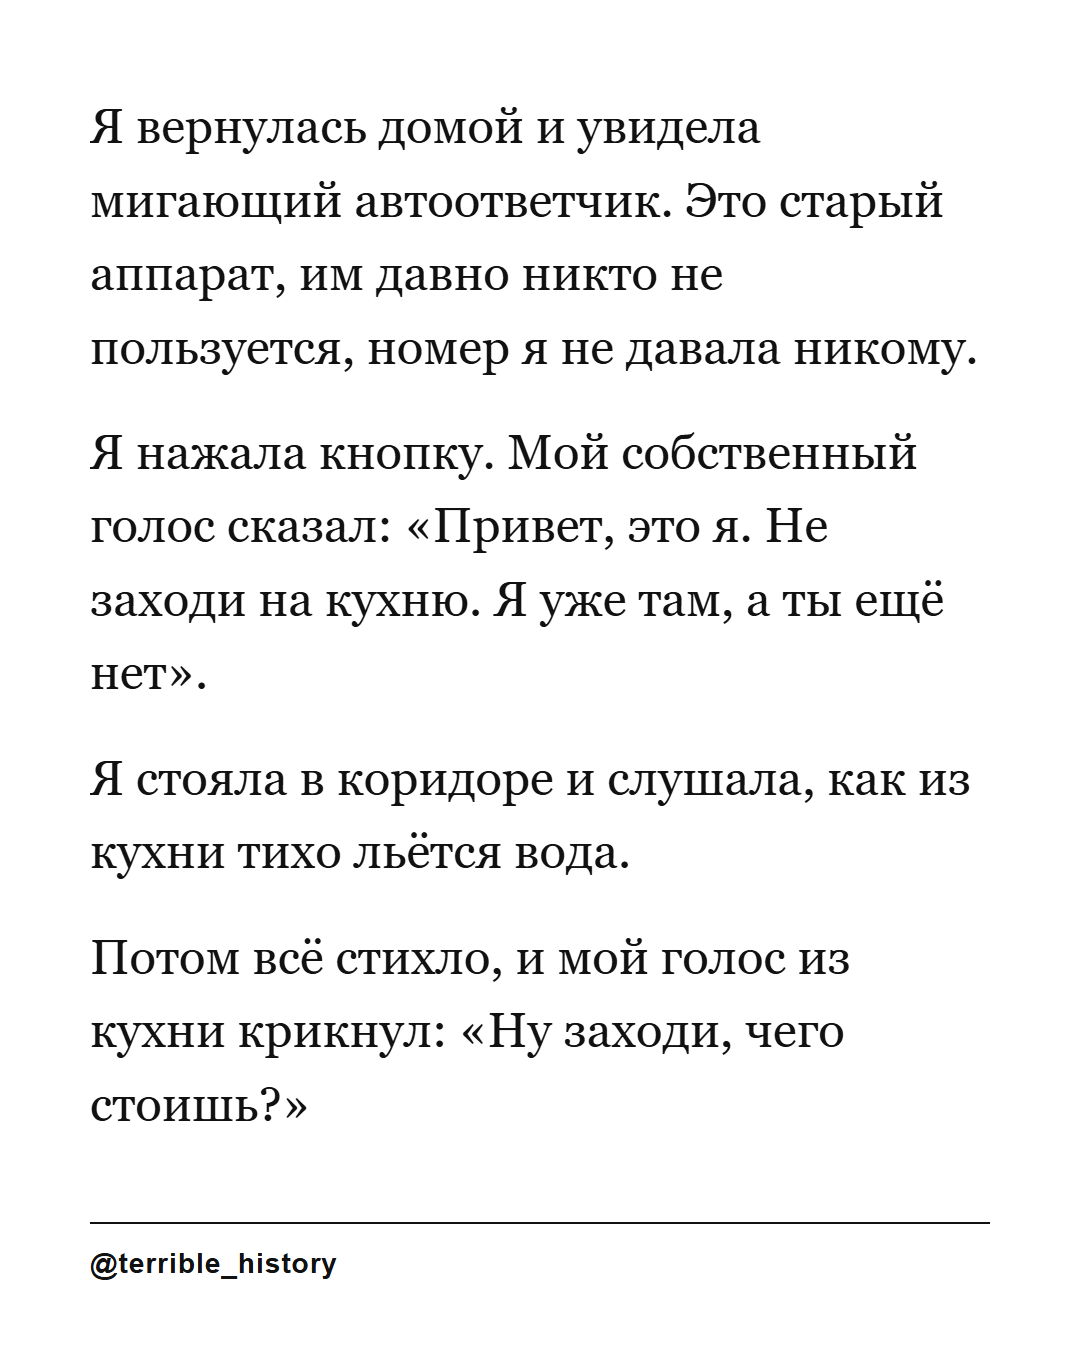 Я вернулась домой и увидела
мигающий автоответчик. Это старый
аппарат, им давно никто не
пользуется, номер я не давала никому.
Я нажала кнопку. Мой собственный
голос сказал: «Привет, это я. Не
заходи на кухню. Я уже там, а ты ещё
нет».
Я стояла в коридоре и слушала, как из
кухни тихо льётся вода.
Потом всё стихло, и мой голос из
кухни крикнул: «Ну заходи, чего
стоишь?»
@terrible_history